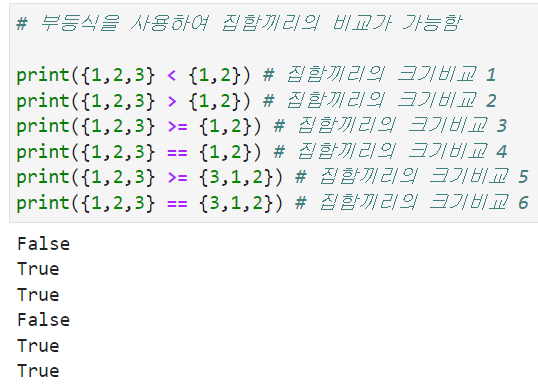 # 부등식을 사용하여 집합끼리의 비교가 가능함
print({1,2,3} < {1,2}) # 집합끼리의 크기비교 1
print({1,2,3} > {1,2}) # 집합끼리의 크기비교 2
print({1,2,3} >= {1,2}) # 집합끼리의 크기비교 3
print({1,2,3} == {1,2}) # 집합끼리의 크기비교 4
print({1,2,3} >= {3,1,2}) # 집합끼리의 크기비교 5
print({1,2,3} == {3,1,2}) # 집합끼리의 크기비교 6
False
True
True
False
True
True